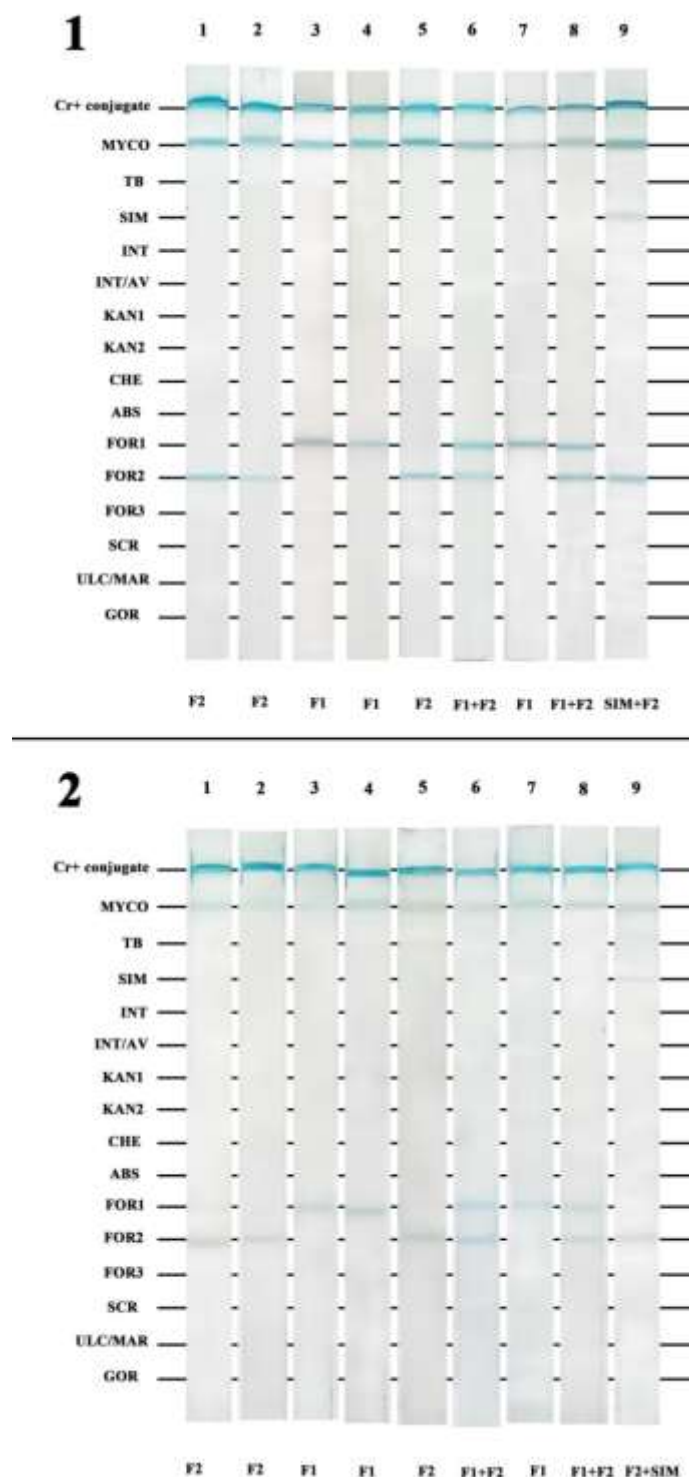 1
1 2 3 4 5 6 7 8 9
Cr+ conjugate
MYCO
TB
SIM
INT
INT/AV
KAN1
KAN2
CHE
ABS
FOR1
FOR2
FOR3
SCR
ULC/MAR
GOR
F2 F2 F1 F1 F2 F1+F2 F1 F1+F2 SIM+F2
2
1 2 3 4 5 6 7 8 9
Cr+ conjugate
MYCO
TB
SIM
INT
INT/AV
KAN1
KAN2
CHE
ABS
FOR1
FOR2
FOR3
SCR
ULC/MAR
GOR
F2 F2 F1 F1 F2 F1+F2 F1 F1+F2 F2+SIM